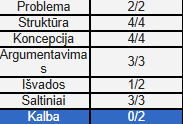 Problema 2/2
Struktūra 4/4
Koncepcija 4/4
Argumentavima
s 3/3
Išvados 1/2
Saltiniai 3/3
Kalba 0/2